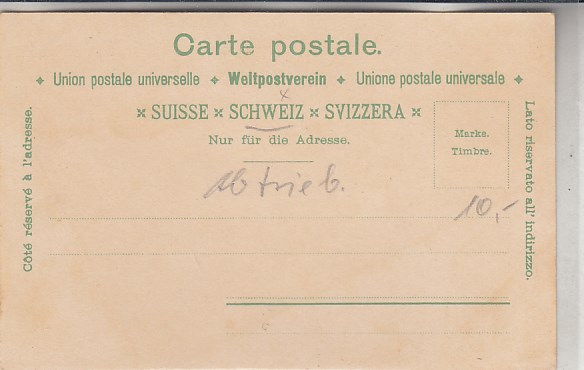 Carte postale.
✦ Union postale universelle ✦ Weltpostverein ✦ Unione postale universale ✦
× SUISSE × SCHWEIZ × SVIZZERA ×
Nur für die Adresse.
Marke.
Timbre.
Côté réservé à l'adresse.
Lato riservato all' indirizzo.
Abtrieb.
10,-